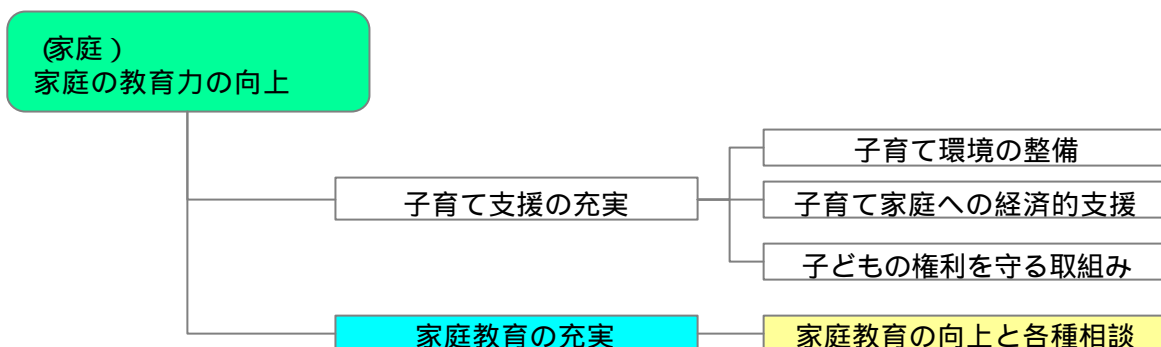 (家庭)
家庭の教育力の向上
子育て環境の整備
子育て支援の充実
子育て家庭への経済的支援
子どもの権利を守る取組み
家庭教育の充実
家庭教育の向上と各種相談